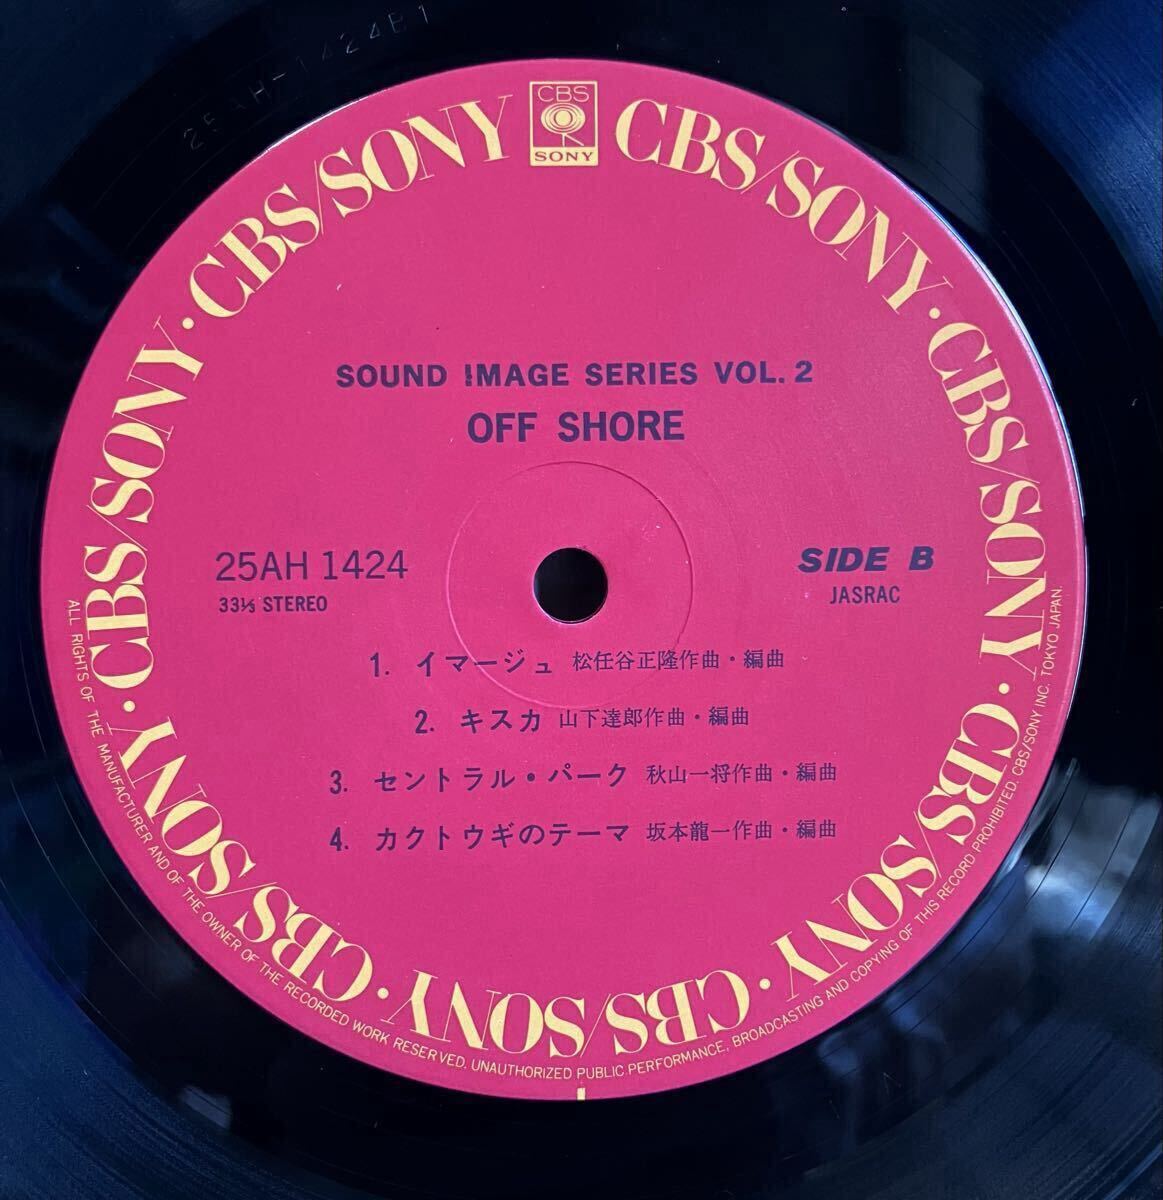 25AH-1424B1
CBS
SONY
CBS/SONY · CBS/SONY · CBS/SONY · CBS/SONY · CBS/SONY · CBS/SONY · CBS/SONY · CBS/SONY
SOUND IMAGE SERIES VOL. 2
OFF SHORE
25AH 1424
33⅓ STEREO
SIDE B
JASRAC
1. イマージュ 松任谷正隆作曲・編曲
2. キスカ 山下達郎作曲・編曲
3. セントラル・パーク 秋山一将作曲・編曲
4. カクトウギのテーマ 坂本龍一作曲・編曲
ALL RIGHTS OF THE MANUFACTURER AND OF THE OWNER OF THE RECORDED WORK RESERVED. UNAUTHORIZED PUBLIC PERFORMANCE, BROADCASTING AND COPYING OF THIS RECORD PROHIBITED. CBS/SONY INC. TOKYO JAPAN.